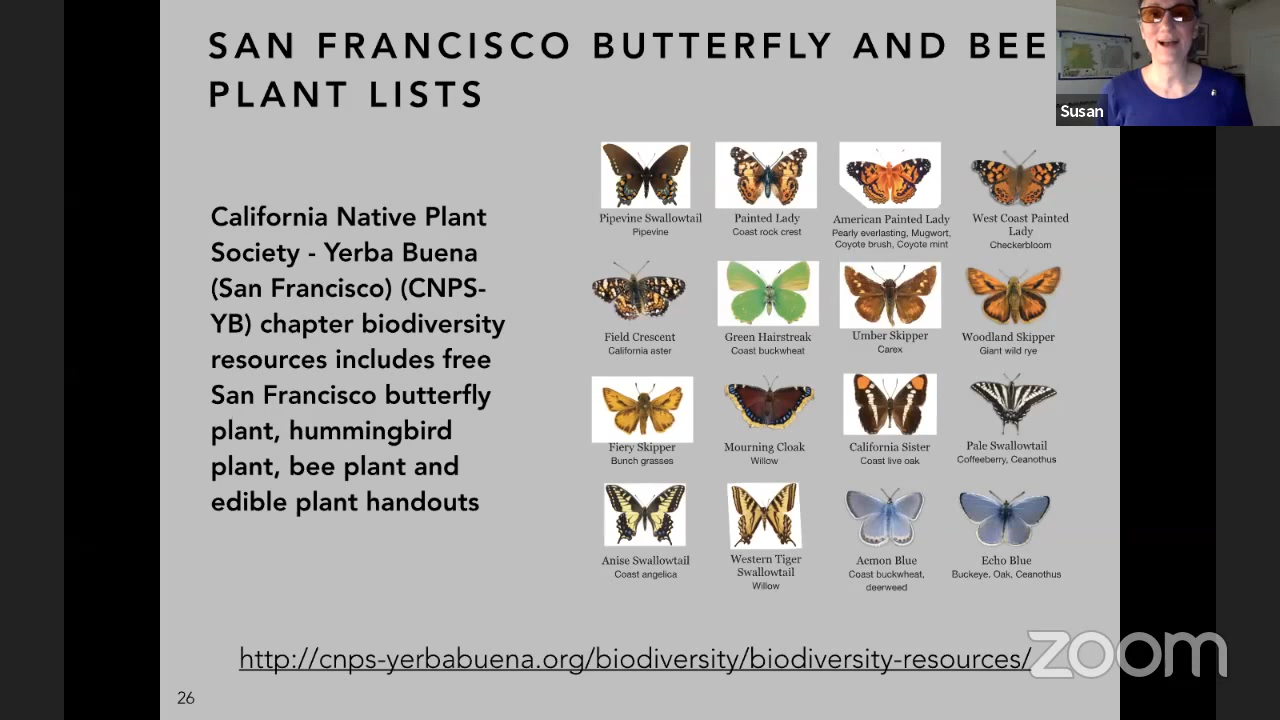 SAN FRANCISCO BUTTERFLY AND BEE
PLANT LISTS
Susan
California Native Plant
Society - Yerba Buena
(San Francisco) (CNPS-
YB) chapter biodiversity
resources includes free
San Francisco butterfly
plant, hummingbird
plant, bee plant and
edible plant handouts
Pipevine Swallowtail
Pipevine
Painted Lady
Coast rock crest
American Painted Lady
Pearly everlasting, Mugwort,
Coyote brush, Coyote mint
West Coast Painted
Lady
Checkerbloom
Field Crescent
California aster
Green Hairstreak
Coast buckwheat
Umber Skipper
Carex
Woodland Skipper
Giant wild rye
Fiery Skipper
Bunch grasses
Mourning Cloak
Willow
California Sister
Coast live oak
Pale Swallowtail
Coffeeberry, Ceanothus
Anise Swallowtail
Coast angelica
Western Tiger
Swallowtail
Willow
Acmon Blue
Coast buckwheat,
deerweed
Echo Blue
Buckeye, Oak, Ceanothus
http://cnps-yerbabuena.org/biodiversity/biodiversity-resources/
zoom
26